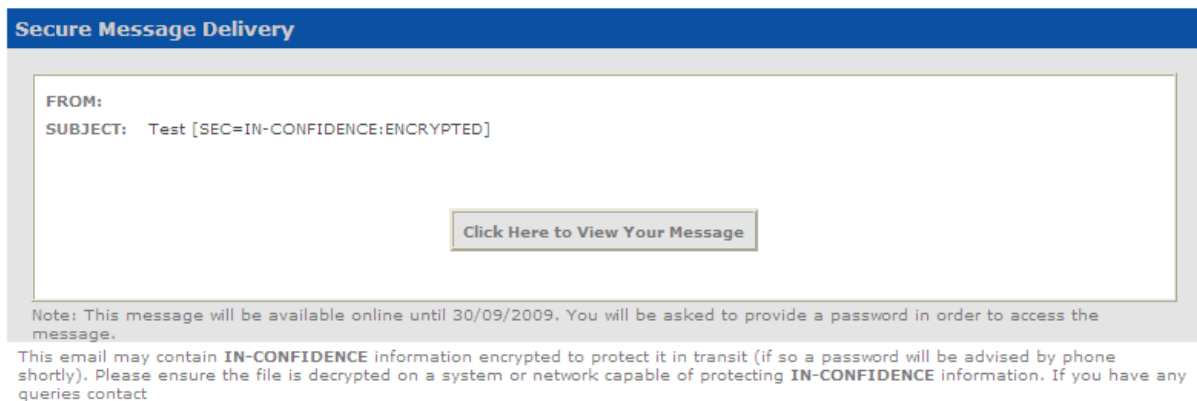 Secure Message Delivery
FROM:
SUBJECT: Test [SEC=IN-CONFIDENCE:ENCRYPTED]
Click Here to View Your Message
Note: This message will be available online until 30/09/2009. You will be asked to provide a password in order to access the
message.
This email may contain IN-CONFIDENCE information encrypted to protect it in transit (if so a password will be advised by phone
shortly). Please ensure the file is decrypted on a system or network capable of protecting IN-CONFIDENCE information. If you have any
queries contact